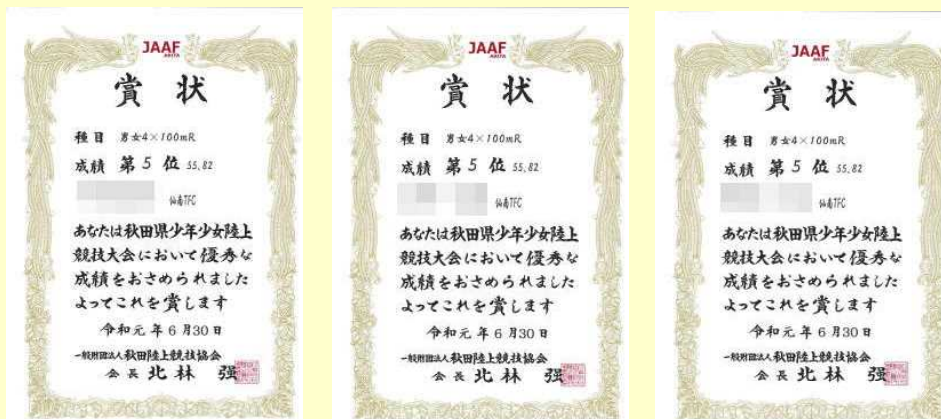 JAAF
AKITA
賞状
種目 男女4×100mR
成績 第5位 55.82
仙南TFC
あなたは秋田県少年少女陸上
競技大会において優秀な
成績をおさめられました
よってこれを賞します
令和元年6月30日
一般財団法人秋田陸上競技協会
会長 北林 强
JAAF
AKITA
賞状
種目 男女4×100mR
成績 第5位 55.82
仙南TFC
あなたは秋田県少年少女陸上
競技大会において優秀な
成績をおさめられました
よってこれを賞します
令和元年6月30日
一般財団法人秋田陸上競技協会
会長 北林 强
JAAF
AKITA
賞状
種目 男女4×100mR
成績 第5位 55.82
仙南TFC
あなたは秋田県少年少女陸上
競技大会において優秀な
成績をおさめられました
よってこれを賞します
令和元年6月30日
一般財団法人秋田陸上競技協会
会長 北林 强